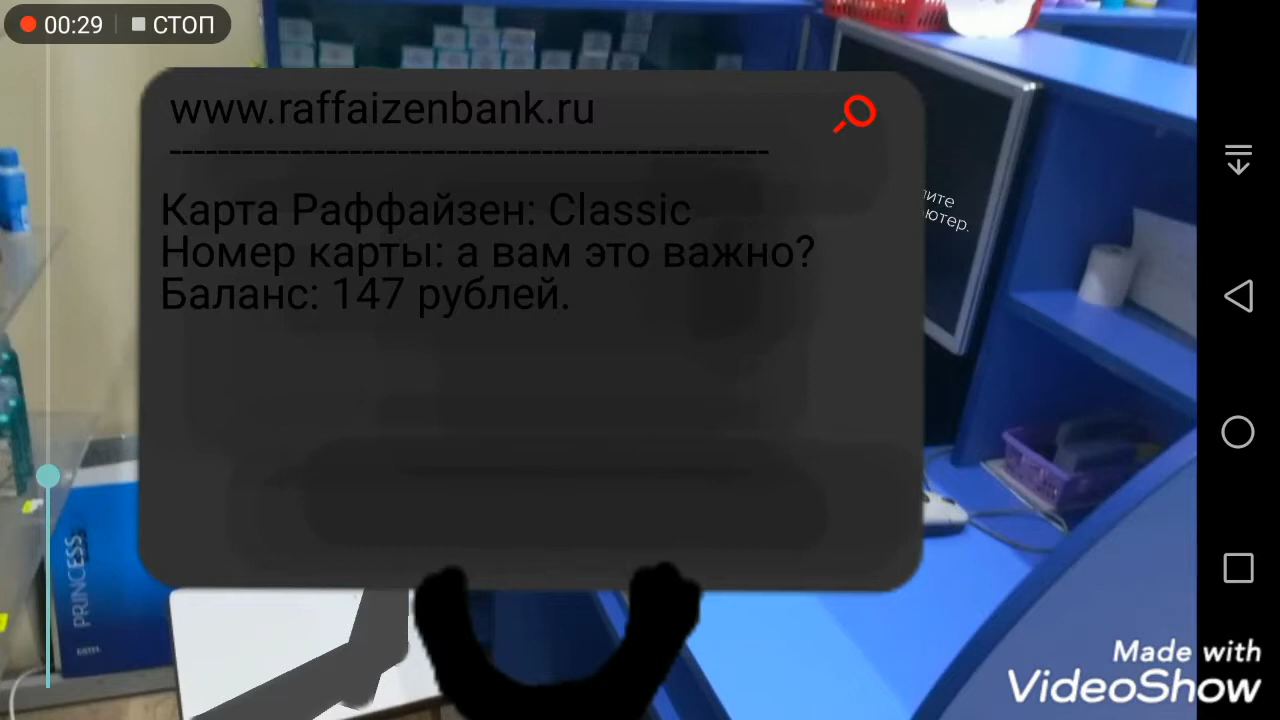 00:29 СТОП
www.raffaizenbank.ru
--------------------------------------------------
Карта Раффайзен: Classic
Номер карты: а вам это важно?
Баланс: 147 рублей.
ютер.
PRINCESS
Made with
VideoShow